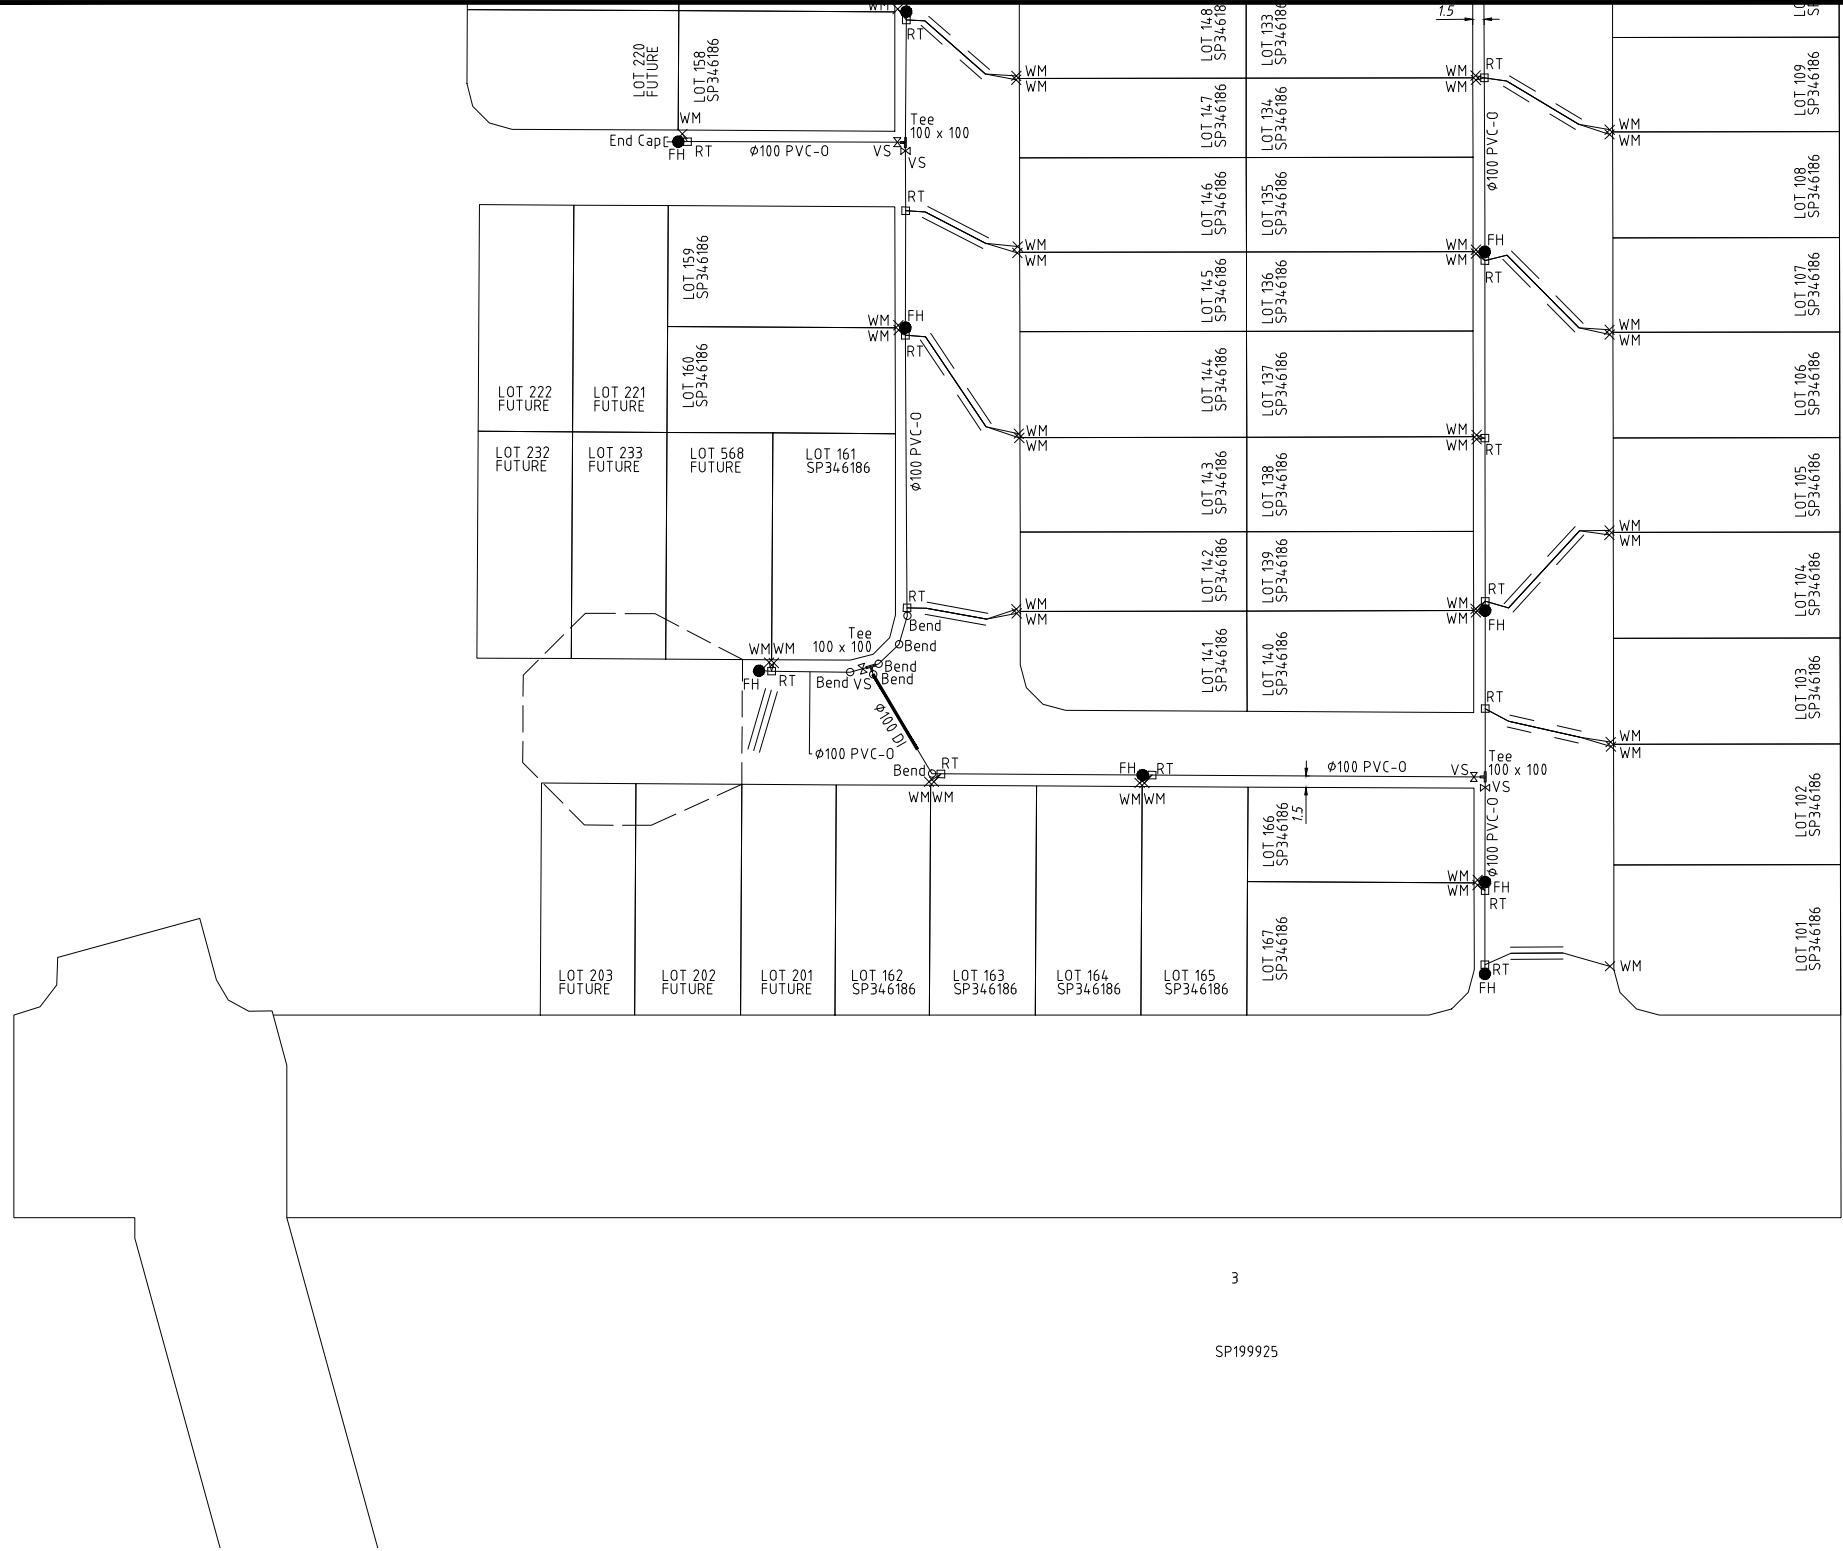 WM
RT
LOT 220
FUTURE
LOT 158
SP346186
WM
End Cap
FH
RT
ø100 PVC-O
VS
Tee
100 x 100
VS
RT
LOT 159
SP346186
WM
WM
FH
RT
LOT 160
SP346186
LOT 222
FUTURE
LOT 221
FUTURE
LOT 232
FUTURE
LOT 233
FUTURE
LOT 568
FUTURE
LOT 161
SP346186
ø100 PVC-O
RT
Bend
Bend
Tee
100 x 100
WM WM
FH
RT
Bend
VS
Bend
Bend
ø100 DI
ø100 PVC-O
Bend
RT
WM WM
FH
RT
WM WM
ø100 PVC-O
1.5
VS
Tee
100 x 100
VS
WM
WM
WM
WM
WM
WM
WM
WM
LOT 148
SP346186
LOT 133
SP346186
LOT 147
SP346186
LOT 134
SP346186
LOT 146
SP346186
LOT 135
SP346186
LOT 145
SP346186
LOT 136
SP346186
LOT 144
SP346186
LOT 137
SP346186
LOT 143
SP346186
LOT 138
SP346186
LOT 142
SP346186
LOT 139
SP346186
LOT 141
SP346186
LOT 140
SP346186
1.5
WM
WM
RT
ø100 PVC-O
WM
WM
FH
RT
WM
WM
RT
WM
WM
RT
FH
RT
WM
WM
WM
WM
WM
WM
WM
WM
LOT 109
SP346186
LOT 108
SP346186
LOT 107
SP346186
LOT 106
SP346186
LOT 105
SP346186
LOT 104
SP346186
LOT 103
SP346186
LOT 102
SP346186
LOT 101
SP346186
ø100 PVC-O
LOT 166
SP346186
WM
WM
FH
RT
LOT 167
SP346186
RT
FH
WM
LOT 203
FUTURE
LOT 202
FUTURE
LOT 201
FUTURE
LOT 162
SP346186
LOT 163
SP346186
LOT 164
SP346186
LOT 165
SP346186
3
SP199925